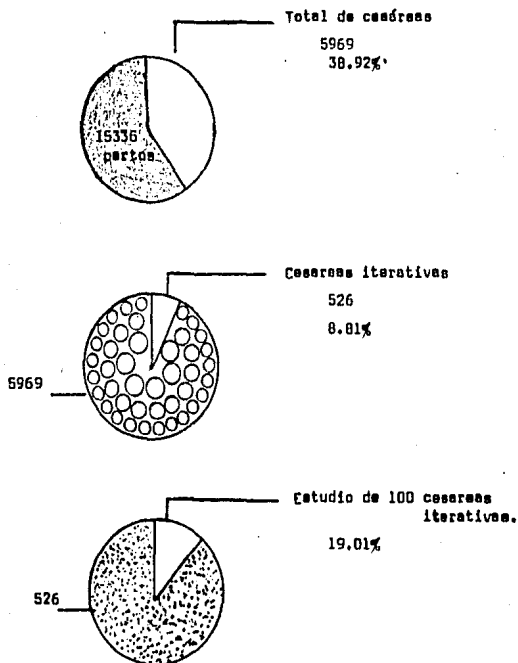 Total de cesáreas
5969
38.92%
15336
partos
Cesareas iterativas
526
8.81%
5969
Estudio de 100 cesareas
iterativas.
19.01%
526